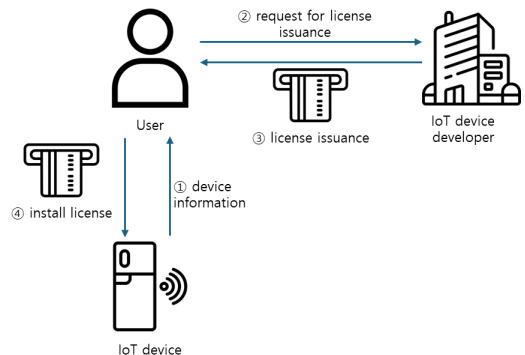 ② request for license
issuance
③ license issuance
User
IoT device
developer
① device
information
④ install license
IoT device